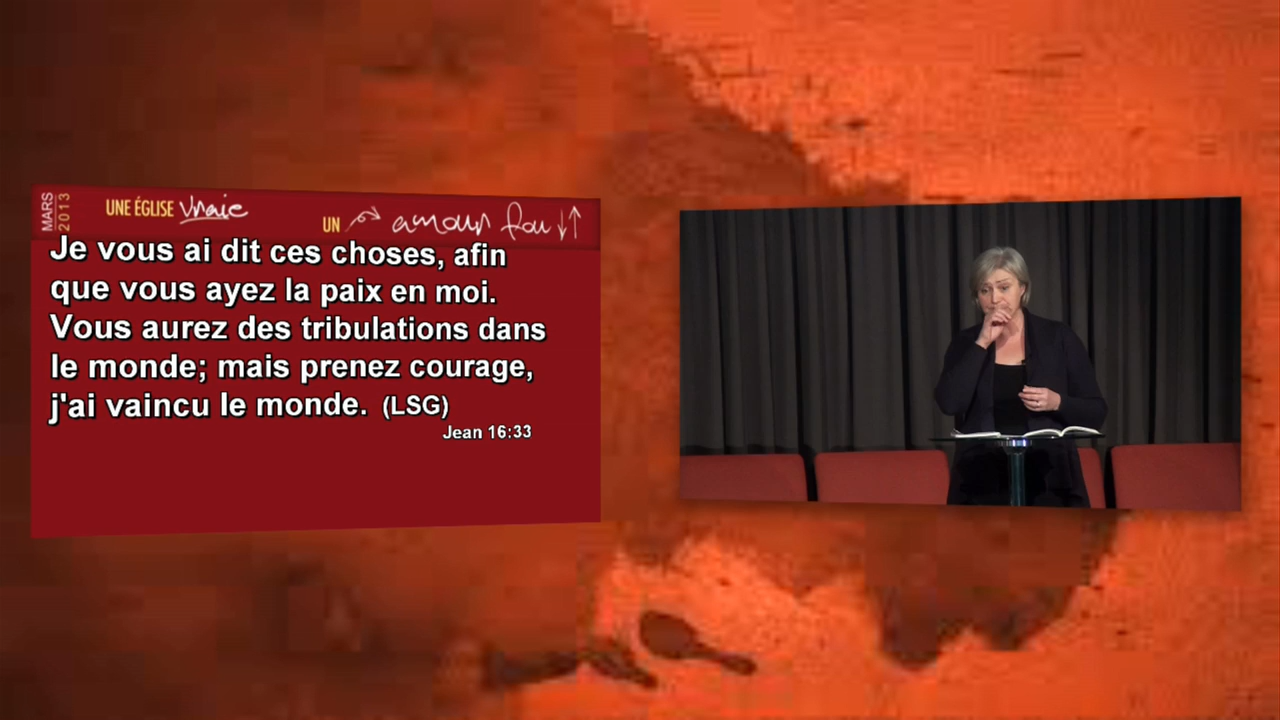 MARS
2013
UNE ÉGLISE vraie
UN amour fou
Je vous ai dit ces choses, afin
que vous ayez la paix en moi.
Vous aurez des tribulations dans
le monde; mais prenez courage,
j'ai vaincu le monde. (LSG)
Jean 16:33